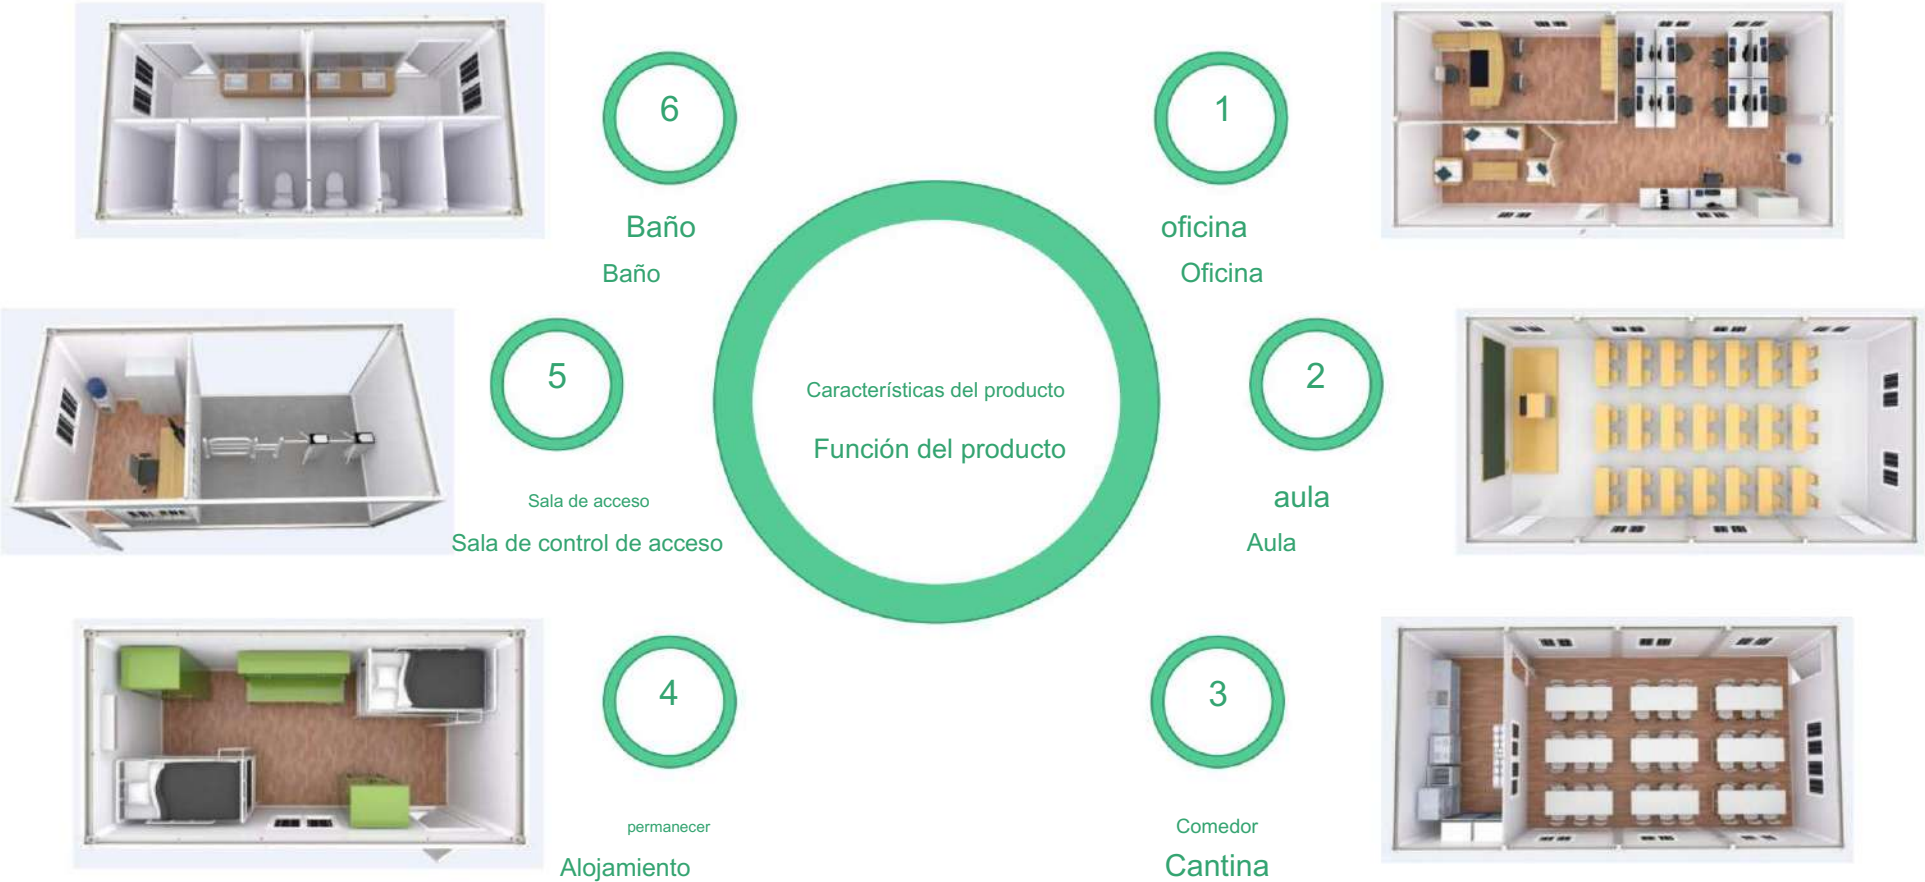 6
Baño
Baño
1
oficina
Oficina
5
Sala de acceso
Sala de control de acceso
Características del producto
Función del producto
2
aula
Aula
4
permanecer
Alojamiento
3
Comedor
Cantina